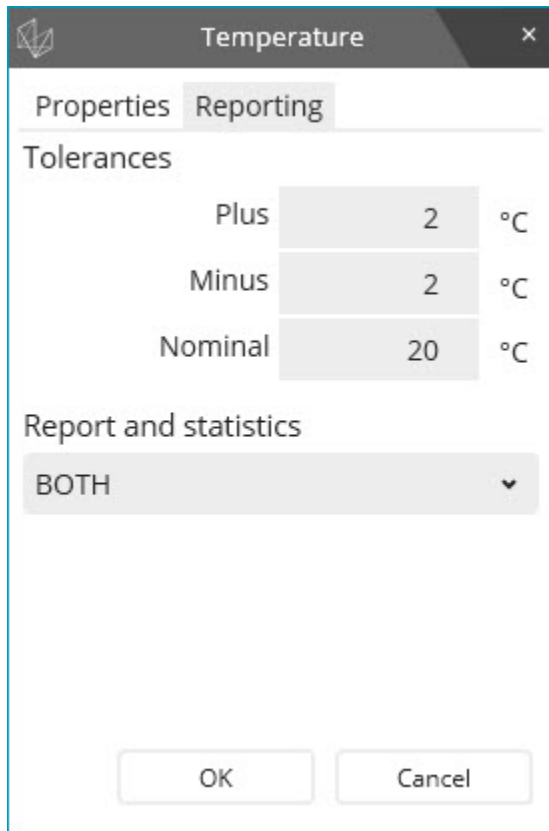 Temperature ×
Properties Reporting
Tolerances
Plus 2 °C
Minus 2 °C
Nominal 20 °C
Report and statistics
BOTH
OK Cancel